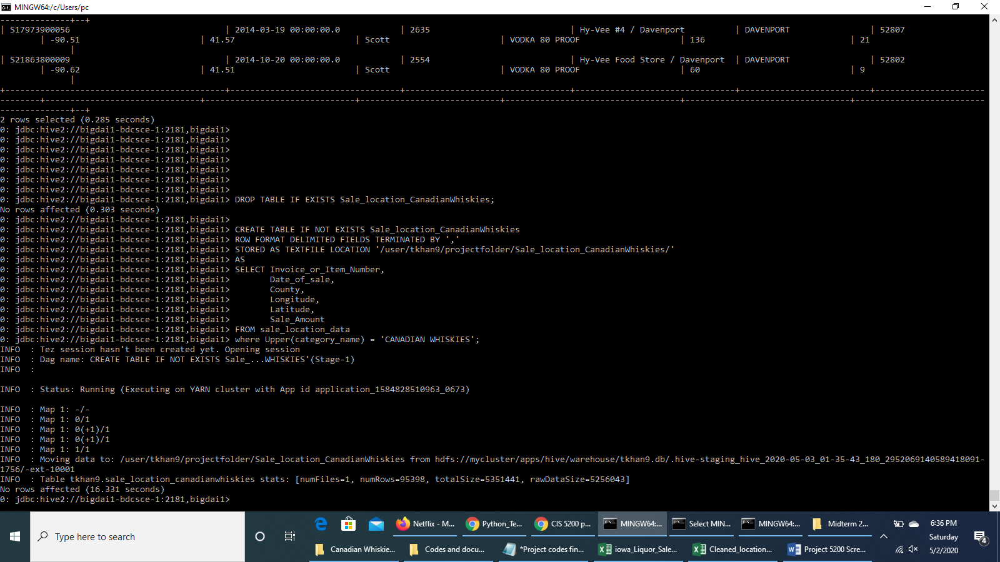 MINGW64:/c/Users/pc
--------------+--+
| S17973900056 | 2014-03-19 00:00:00.0 | 2635 | Hy-Vee #4 / Davenport | DAVENPORT | 52807
| -90.51 | 41.57 | Scott | VODKA 80 PROOF | 136 | 21
|
| S21863800009 | 2014-10-20 00:00:00.0 | 2554 | Hy-Vee Food Store / Davenport | DAVENPORT | 52802
| -90.62 | 41.51 | Scott | VODKA 80 PROOF | 60 | 9
|
+--------------------------------------------+----------------------------------+---------------------------------+--------------------------------+--------------------------+----------------------
--------+-------------------------------+------------------------------+----------------------------+-----------------------------------+---------------------------------+--------------------------
--------------+--+
2 rows selected (0.285 seconds)
0: jdbc:hive2://bigdai1-bdcsce-1:2181,bigdai1>
0: jdbc:hive2://bigdai1-bdcsce-1:2181,bigdai1>
0: jdbc:hive2://bigdai1-bdcsce-1:2181,bigdai1>
0: jdbc:hive2://bigdai1-bdcsce-1:2181,bigdai1>
0: jdbc:hive2://bigdai1-bdcsce-1:2181,bigdai1>
0: jdbc:hive2://bigdai1-bdcsce-1:2181,bigdai1>
0: jdbc:hive2://bigdai1-bdcsce-1:2181,bigdai1>
0: jdbc:hive2://bigdai1-bdcsce-1:2181,bigdai1> DROP TABLE IF EXISTS Sale_location_CanadianWhiskies;
No rows affected (0.303 seconds)
0: jdbc:hive2://bigdai1-bdcsce-1:2181,bigdai1>
0: jdbc:hive2://bigdai1-bdcsce-1:2181,bigdai1> CREATE TABLE IF NOT EXISTS Sale_location_CanadianWhiskies
0: jdbc:hive2://bigdai1-bdcsce-1:2181,bigdai1> ROW FORMAT DELIMITED FIELDS TERMINATED BY ','
0: jdbc:hive2://bigdai1-bdcsce-1:2181,bigdai1> STORED AS TEXTFILE LOCATION '/user/tkhan9/projectfolder/Sale_location_CanadianWhiskies/'
0: jdbc:hive2://bigdai1-bdcsce-1:2181,bigdai1> AS
0: jdbc:hive2://bigdai1-bdcsce-1:2181,bigdai1> SELECT Invoice_or_Item_Number,
0: jdbc:hive2://bigdai1-bdcsce-1:2181,bigdai1> Date_of_sale,
0: jdbc:hive2://bigdai1-bdcsce-1:2181,bigdai1> County,
0: jdbc:hive2://bigdai1-bdcsce-1:2181,bigdai1> Longitude,
0: jdbc:hive2://bigdai1-bdcsce-1:2181,bigdai1> Latitude,
0: jdbc:hive2://bigdai1-bdcsce-1:2181,bigdai1> Sale_Amount
0: jdbc:hive2://bigdai1-bdcsce-1:2181,bigdai1> FROM sale_location_data
0: jdbc:hive2://bigdai1-bdcsce-1:2181,bigdai1> where Upper(category_name) = 'CANADIAN WHISKIES';
INFO : Tez session hasn't been created yet. Opening session
INFO : Dag name: CREATE TABLE IF NOT EXISTS Sale_...WHISKIES'(Stage-1)
INFO :
INFO : Status: Running (Executing on YARN cluster with App id application_1584828510963_0673)
INFO : Map 1: -/-
INFO : Map 1: 0/1
INFO : Map 1: 0(+1)/1
INFO : Map 1: 0(+1)/1
INFO : Map 1: 1/1
INFO : Moving data to: /user/tkhan9/projectfolder/Sale_location_CanadianWhiskies from hdfs://mycluster/apps/hive/warehouse/tkhan9.db/.hive-staging_hive_2020-05-03_01-35-43_180_2952069140589418091-
1756/-ext-10001
INFO : Table tkhan9.sale_location_canadianwhiskies stats: [numFiles=1, numRows=95398, totalSize=5351441, rawDataSize=5256043]
No rows affected (16.331 seconds)
0: jdbc:hive2://bigdai1-bdcsce-1:2181,bigdai1>
Netflix - M... Python_Te... CIS 5200 p... MINGW64:... Select MIN... MINGW64:... Midterm 2...
6:36 PM
Type here to search
Saturday
4
Canadian Whiskie... Codes and docu... *Project codes fin... iowa_Liquor_Sale... Cleaned_location... Project 5200 Scre...
5/2/2020